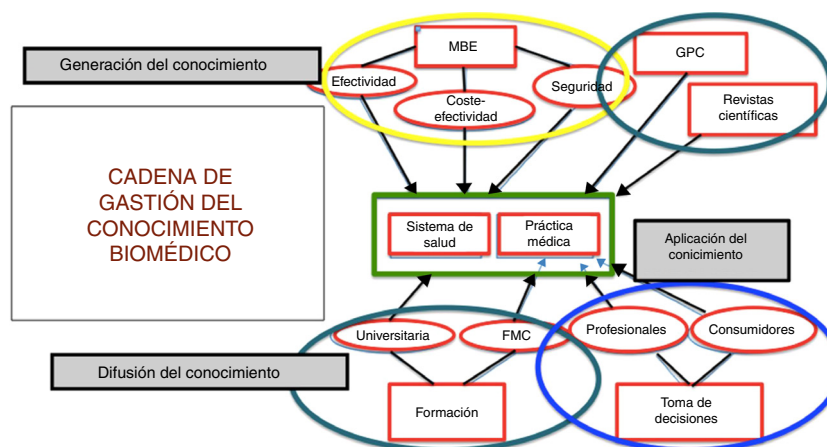 MBE
GPC
Generación del conocimiento
Efectividad
Seguridad
Coste-
efectividad
Revistas
científicas
CADENA DE
GASTIÓN DEL
CONOCIMIENTO
BIOMÉDICO
Sistema de
salud
Práctica
médica
Aplicación del
conicimiento
Universitaria
FMC
Profesionales
Consumidores
Difusión del conocimiento
Formación
Toma de
decisiones